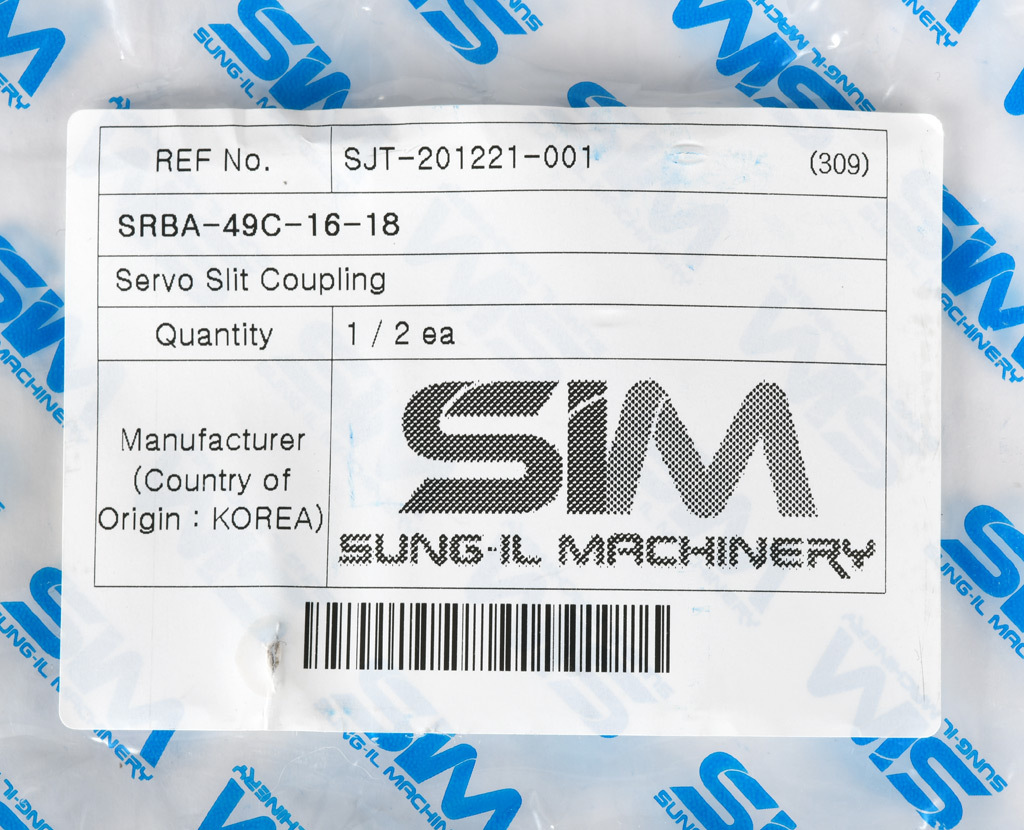 REF No. SJT-201221-001 (309)
SRBA-49C-16-18
Servo Slit Coupling
Quantity 1 / 2 ea
Manufacturer
(Country of
Origin : KOREA)
SIM
SUNG-IL MACHINERY